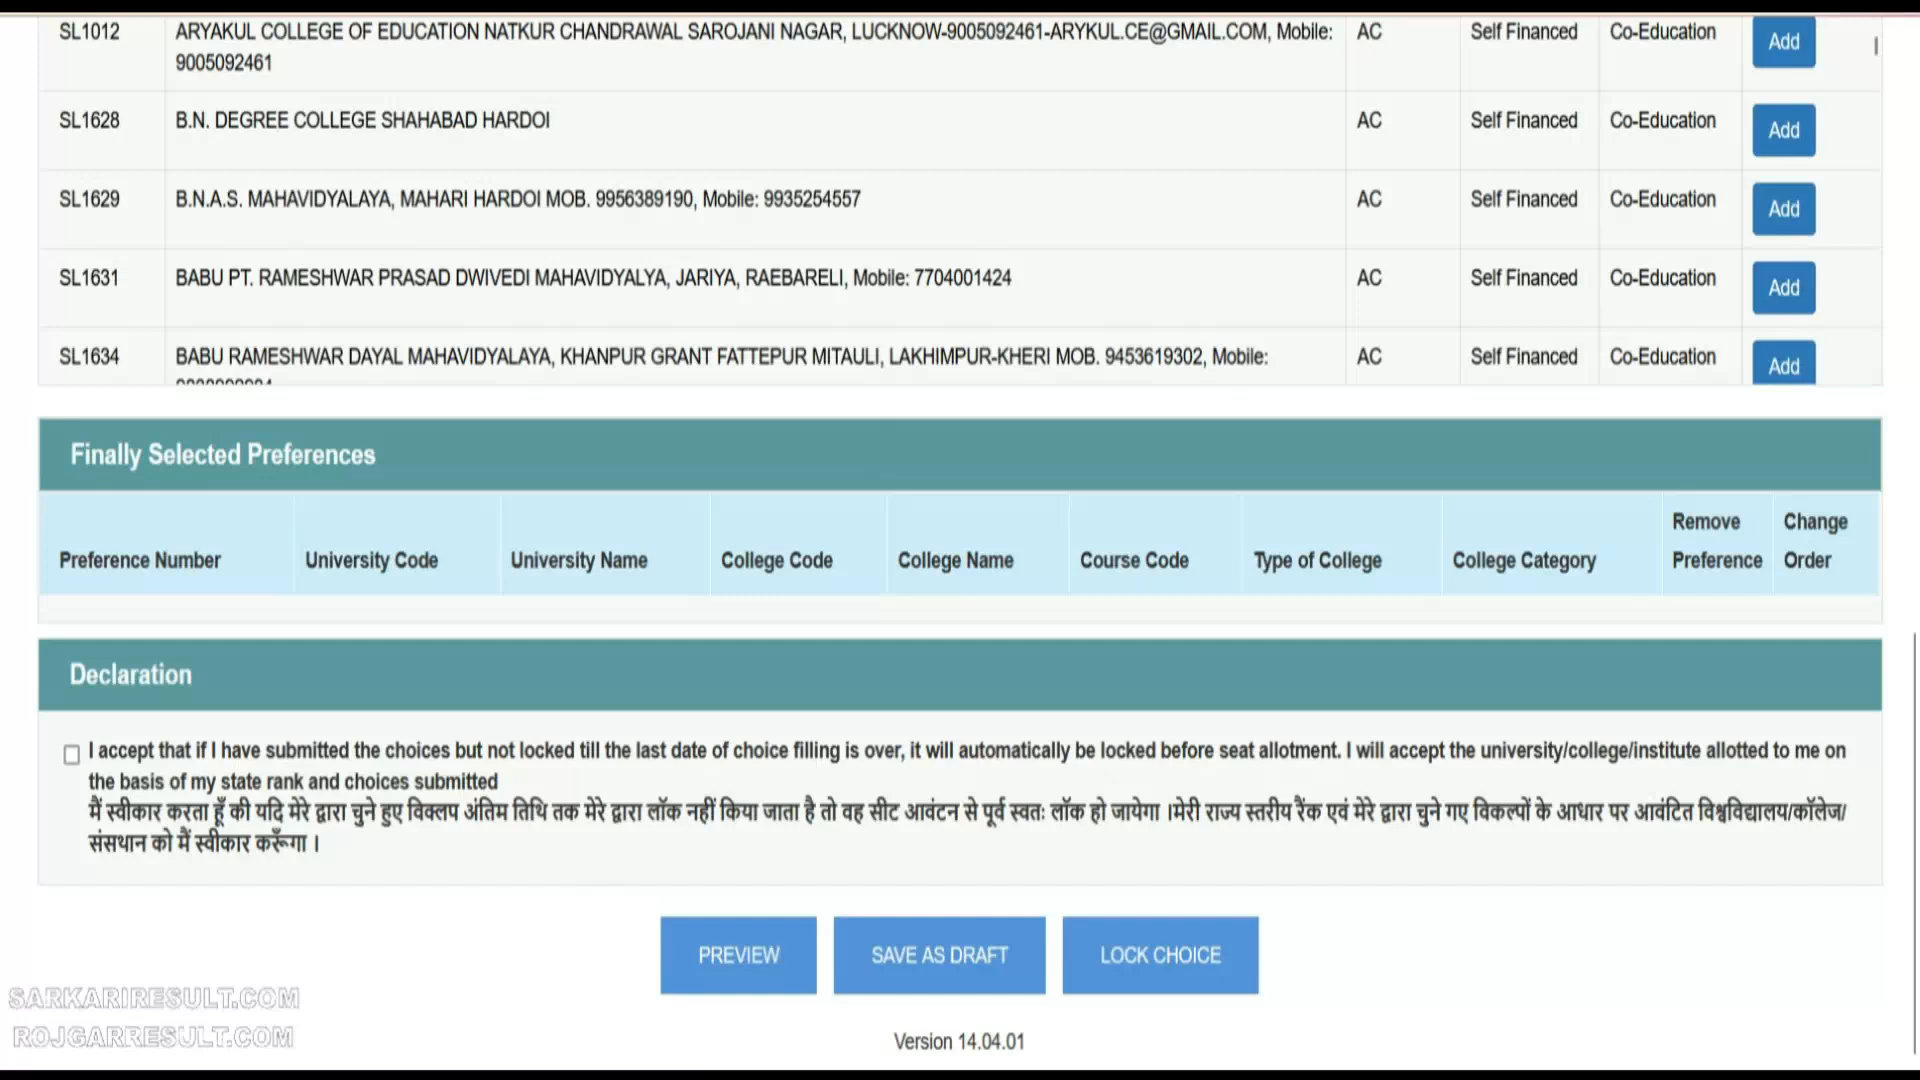 SL1012 ARYAKUL COLLEGE OF EDUCATION NATKUR CHANDRAWAL SAROJANI NAGAR, LUCKNOW-9005092461-ARYKUL.CE@GMAIL.COM, Mobile: AC Self Financed Co-Education Add
9005092461
SL1628 B.N. DEGREE COLLEGE SHAHABAD HARDOI AC Self Financed Co-Education Add
SL1629 B.N.A.S. MAHAVIDYALAYA, MAHARI HARDOI MOB. 9956389190, Mobile: 9935254557 AC Self Financed Co-Education Add
SL1631 BABU PT. RAMESHWAR PRASAD DWIVEDI MAHAVIDYALYA, JARIYA, RAEBARELI, Mobile: 7704001424 AC Self Financed Co-Education Add
SL1634 BABU RAMESHWAR DAYAL MAHAVIDYALAYA, KHANPUR GRANT FATTEPUR MITAULI, LAKHIMPUR-KHERI MOB. 9453619302, Mobile: AC Self Financed Co-Education Add
Finally Selected Preferences
Preference Number University Code University Name College Code College Name Course Code Type of College College Category Remove Preference Change Order
Declaration
I accept that if I have submitted the choices but not locked till the last date of choice filling is over, it will automatically be locked before seat allotment. I will accept the university/college/institute allotted to me on
the basis of my state rank and choices submitted
मैं स्वीकार करता हूँ की यदि मेरे द्वारा चुने हुए विक्लप अंतिम तिथि तक मेरे द्वारा लॉक नहीं किया जाता है तो वह सीट आवंटन से पूर्व स्वतः लॉक हो जायेगा ।मेरी राज्य स्तरीय रैंक एवं मेरे द्वारा चुने गए विकल्पों के आधार पर आवंटित विश्वविद्यालय/कॉलेज/
संसथान को मैं स्वीकार करूँगा ।
PREVIEW SAVE AS DRAFT LOCK CHOICE
SARKARIRESULT.COM
ROJGARRESULT.COM
Version 14.04.01